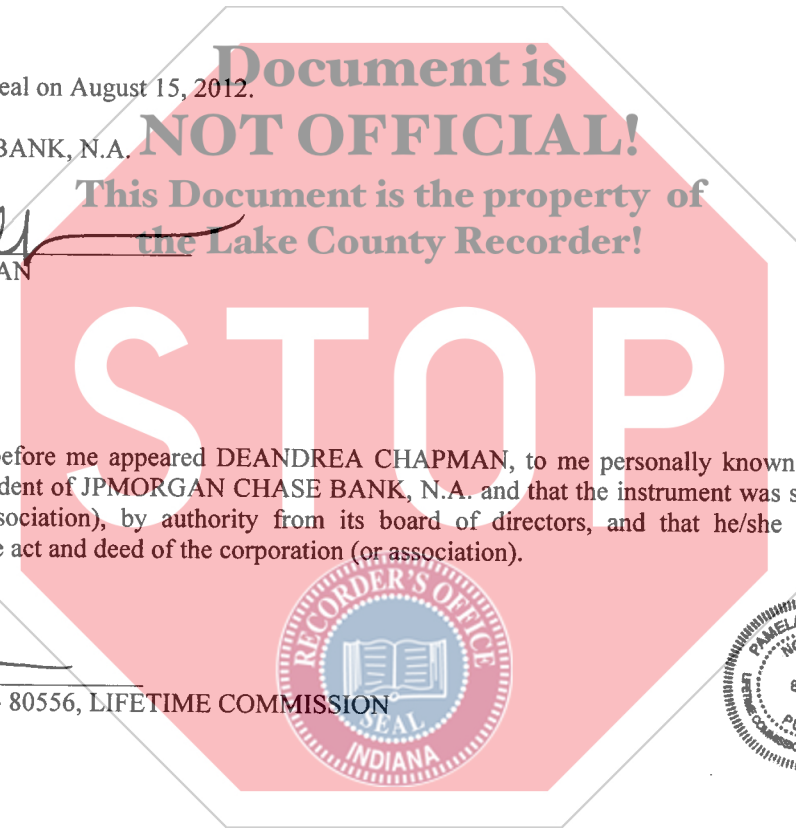 Document is
eal on August 15, 2012.
NOT OFFICIAL!
BANK, N.A.
This Document is the property of
the Lake County Recorder!
AN
STOP
before me appeared DEANDREA CHAPMAN, to me personally known
dent of JPMORGAN CHASE BANK, N.A. and that the instrument was s
sociation), by authority from its board of directors, and that he/she
e act and deed of the corporation (or association).
RECORDER'S OFFICE
SEAL
INDIANA
80556, LIFETIME COMMISSION
PAMELA
LIFETIME COMMISSION